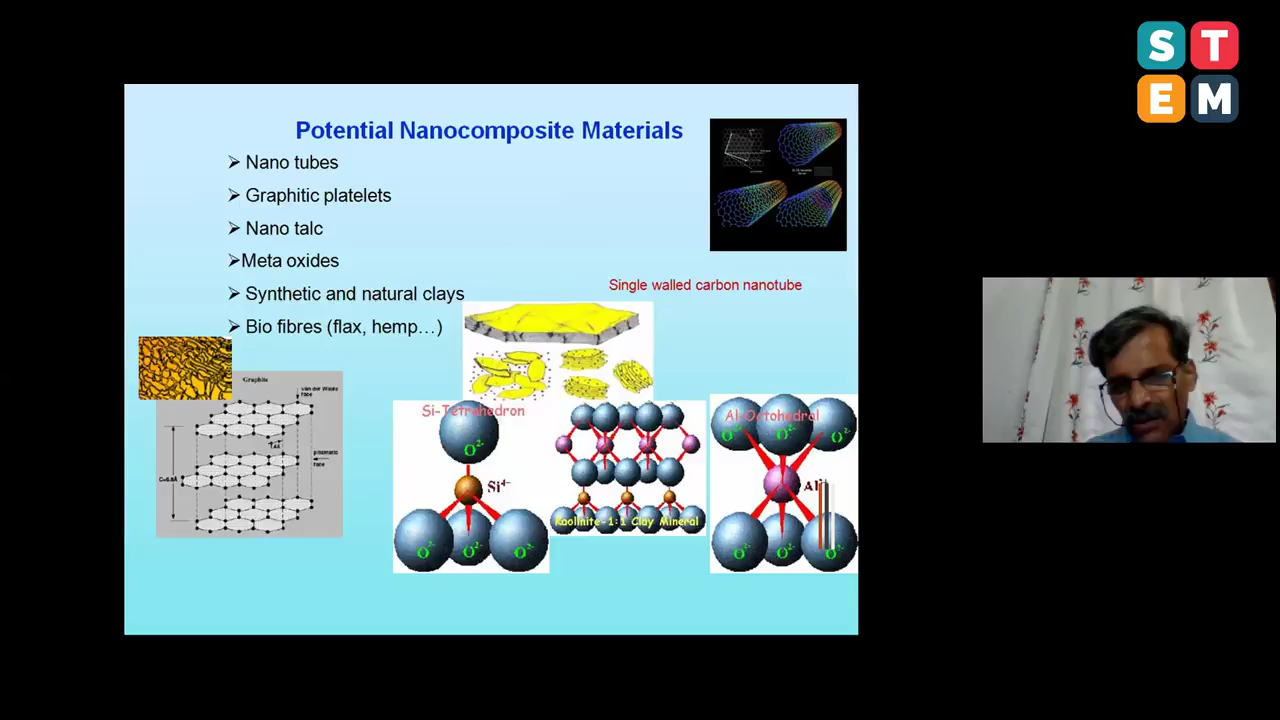 S T
E M
Potential Nanocomposite Materials
Nano tubes
Graphitic platelets
Nano talc
Meta oxides
Synthetic and natural clays
Bio fibres (flax, hemp…)
Single walled carbon nanotube
Graphite
van der Waals
face
prismatic
face
Si-Tetrahedron
O²⁻
Si⁴⁻
O²⁻ O²⁻ O²⁻
Kaolinite-1:1 Clay Mineral
Al-Octohedral
O²⁻ O²⁻ O²⁻
Al
O²⁻ O²⁻ O²⁻